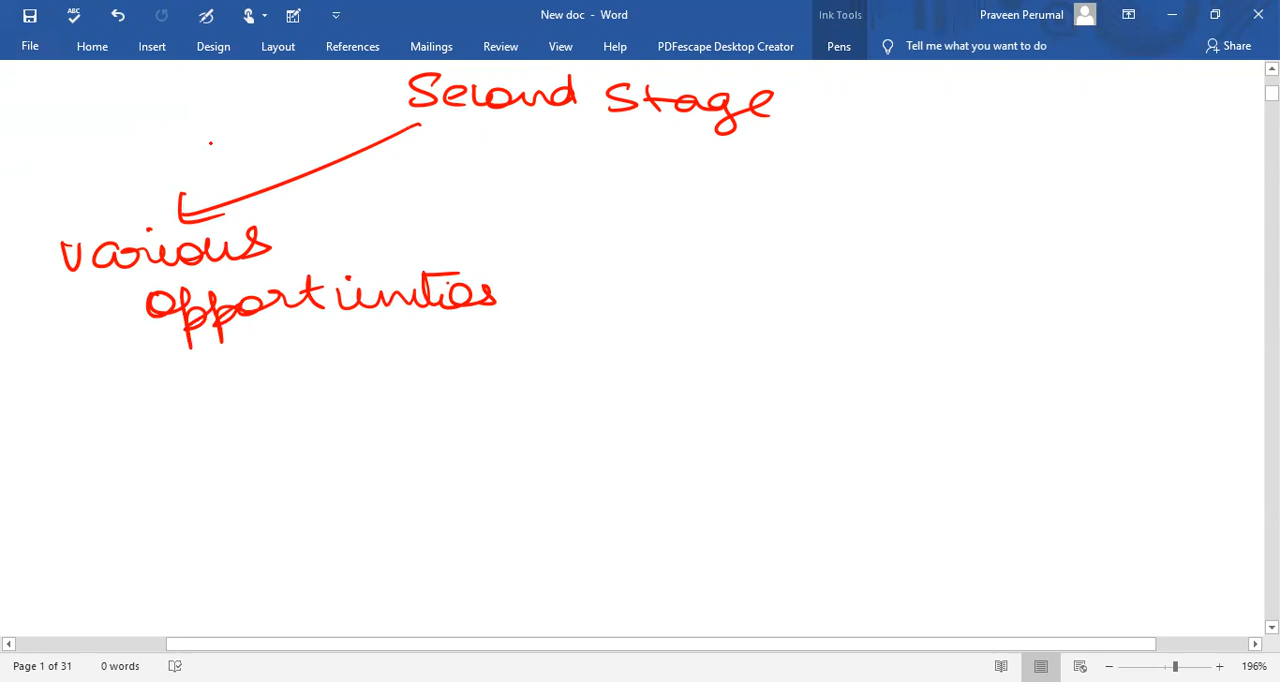 New doc - Word
Ink Tools
Praveen Perumal
File Home Insert Design Layout References Mailings Review View Help PDFescape Desktop Creator Pens Tell me what you want to do Share
Second Stage
various
opportunities
Page 1 of 31 0 words 196%